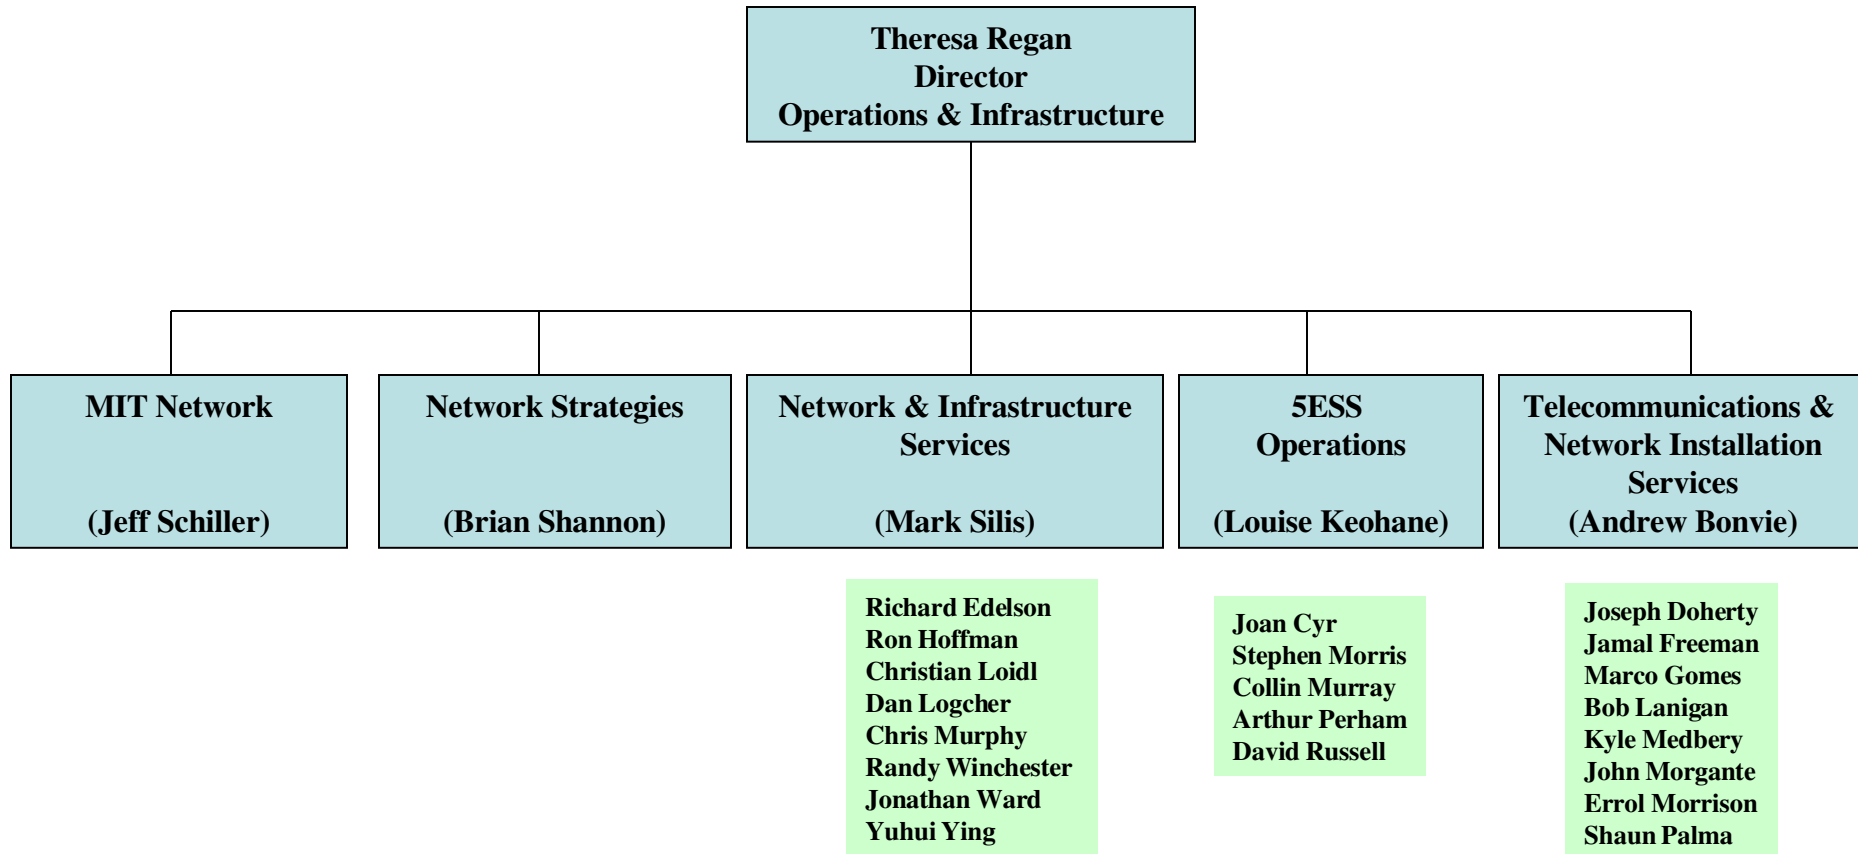 Theresa Regan
Director
Operations & Infrastructure
MIT Network
(Jeff Schiller)
Network Strategies
(Brian Shannon)
Network & Infrastructure
Services
(Mark Silis)
5ESS
Operations
(Louise Keohane)
Telecommunications &
Network Installation
Services
(Andrew Bonvie)
Richard Edelson
Ron Hoffman
Christian Loidl
Dan Logcher
Chris Murphy
Randy Winchester
Jonathan Ward
Yuhui Ying
Joan Cyr
Stephen Morris
Collin Murray
Arthur Perham
David Russell
Joseph Doherty
Jamal Freeman
Marco Gomes
Bob Lanigan
Kyle Medbery
John Morgante
Errol Morrison
Shaun Palma